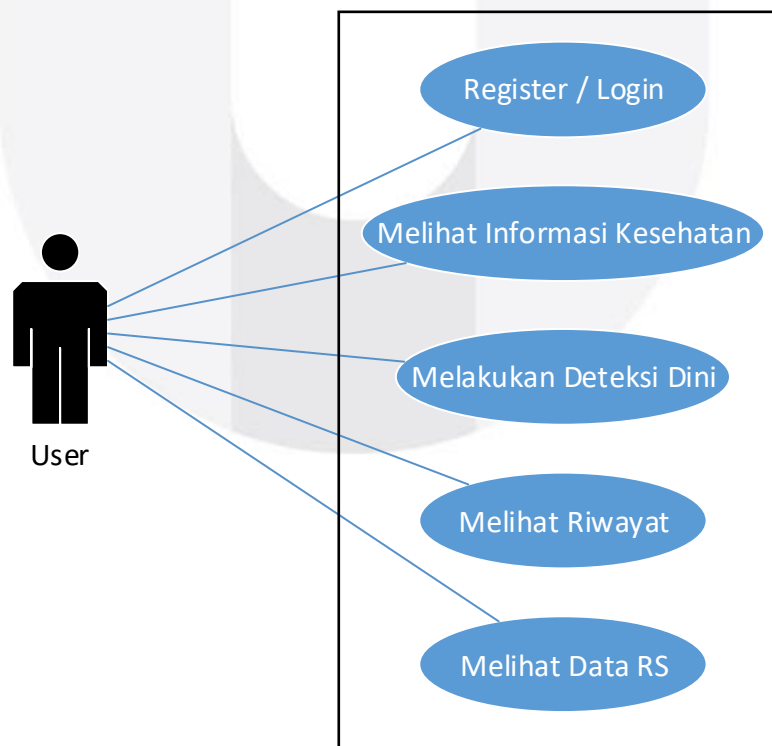 Register / Login
Melihat Informasi Kesehatan
Melakukan Deteksi Dini
User
Melihat Riwayat
Melihat Data RS